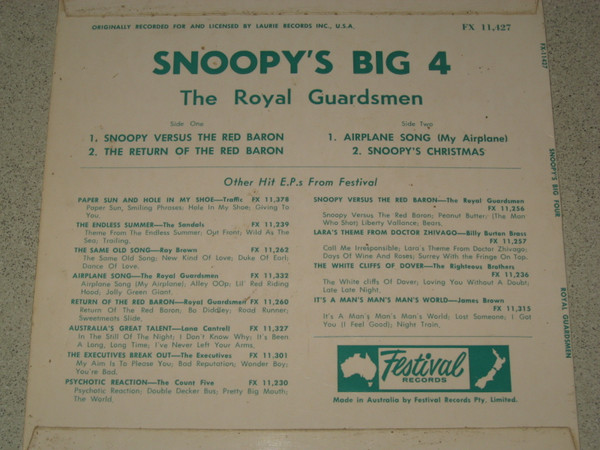 ORIGINALLY RECORDED FOR AND LICENSED BY LAURIE RECORDS INC., U.S.A.
FX 11,427
SNOOPY'S BIG 4
The Royal Guardsmen
Side One
1. SNOOPY VERSUS THE RED BARON
2. THE RETURN OF THE RED BARON
Side Two
1. AIRPLANE SONG (My Airplane)
2. SNOOPY'S CHRISTMAS
Other Hit E.P.s From Festival
PAPER SUN AND HOLE IN MY SHOE—Traffic FX 11,378
Paper Sun, Smiling Phrases; Hole In My Shoe; Giving To
You.
THE ENDLESS SUMMER—The Sandals FX 11,239
Theme From The Endless Summer; Out Front; Wild As The
Sea; Trailing.
THE SAME OLD SONG—Ray Brown FX 11,262
The Same Old Song; New Kind Of Love; Duke Of Earl;
Dance Of Love.
AIRPLANE SONG—The Royal Guardsmen FX 11,332
Airplane Song (My Airplane); Alley OOp; Lil' Red Riding
Hood; Jolly Green Giant.
RETURN OF THE RED BARON—Royal Guardsmen FX 11,260
Return Of The Red Baron; Bo Diddley; Road Runner;
Sweetmeats Slide.
AUSTRALIA'S GREAT TALENT—Lana Cantrell FX 11,327
In The Still Of The Night; I Don't Know Why; It's Been
A Long, Long Time; I've Never Left Your Arms.
THE EXECUTIVES BREAK OUT—The Executives FX 11,301
My Aim Is To Please You; Bad Reputation; Wander Boy;
You're Bad.
PSYCHOTIC REACTION—The Count Five FX 11,230
Psychotic Reaction; Double Decker Bus; Pretty Big Mouth;
The World.
SNOOPY VERSUS THE RED BARON—The Royal Guardsmen
FX 11,256
Snoopy Versus The Red Baron; Peanut Butter; (The Man
Who Shot) Liberty Vallance; Bears.
LARA'S THEME FROM DOCTOR ZHIVAGO—Billy Button Brass
FX 11,257
Call Me Irresponsible; Lara's Theme From Doctor Zhivago;
Days Of Wine And Roses; Surrey With the Fringe On Top.
THE WHITE CLIFFS OF DOVER—The Righteous Brothers
FX 11,236
The White cliffs Of Dover; Loving You Without A Doubt;
Late Late Night.
IT'S A MAN'S MAN'S MAN'S WORLD—James Brown
FX 11,215
It's A Man's Man's Man's World; Lost Someone; I Got
You (I Feel Good); Night Train.
Festival
RECORDS
Made in Australia by Festival Records Pty. Limited.
FX-11427
SNOOPY'S BIG FOUR
ROYAL GUARDSMEN